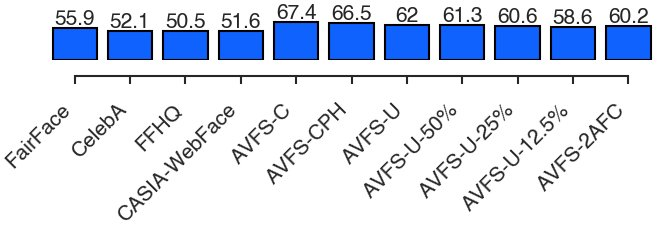 55.9 52.1 50.5 51.6 67.4 66.5 62 61.3 60.6 58.6 60.2
FairFace
CelebA
FFHQ
CASIA-WebFace
AVFS-C
AVFS-CPH
AVFS-U
AVFS-U-50%
AVFS-U-25%
AVFS-U-12.5%
AVFS-2AFC